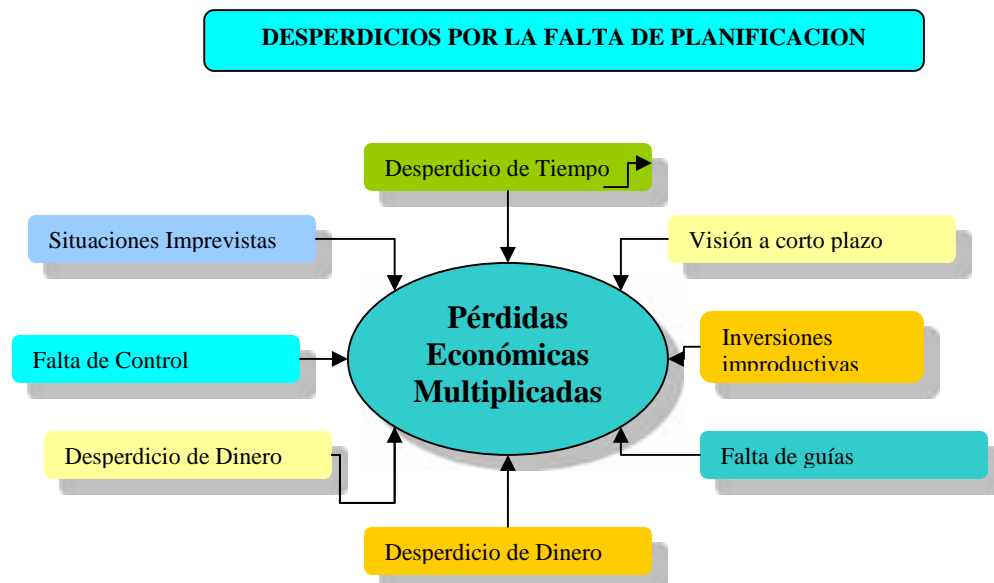 DESPERDICIOS POR LA FALTA DE PLANIFICACION
Desperdicio de Tiempo
Situaciones Imprevistas
Visión a corto plazo
Pérdidas
Económicas
Multiplicadas
Inversiones
improductivas
Falta de Control
Desperdicio de Dinero
Falta de guías
Desperdicio de Dinero